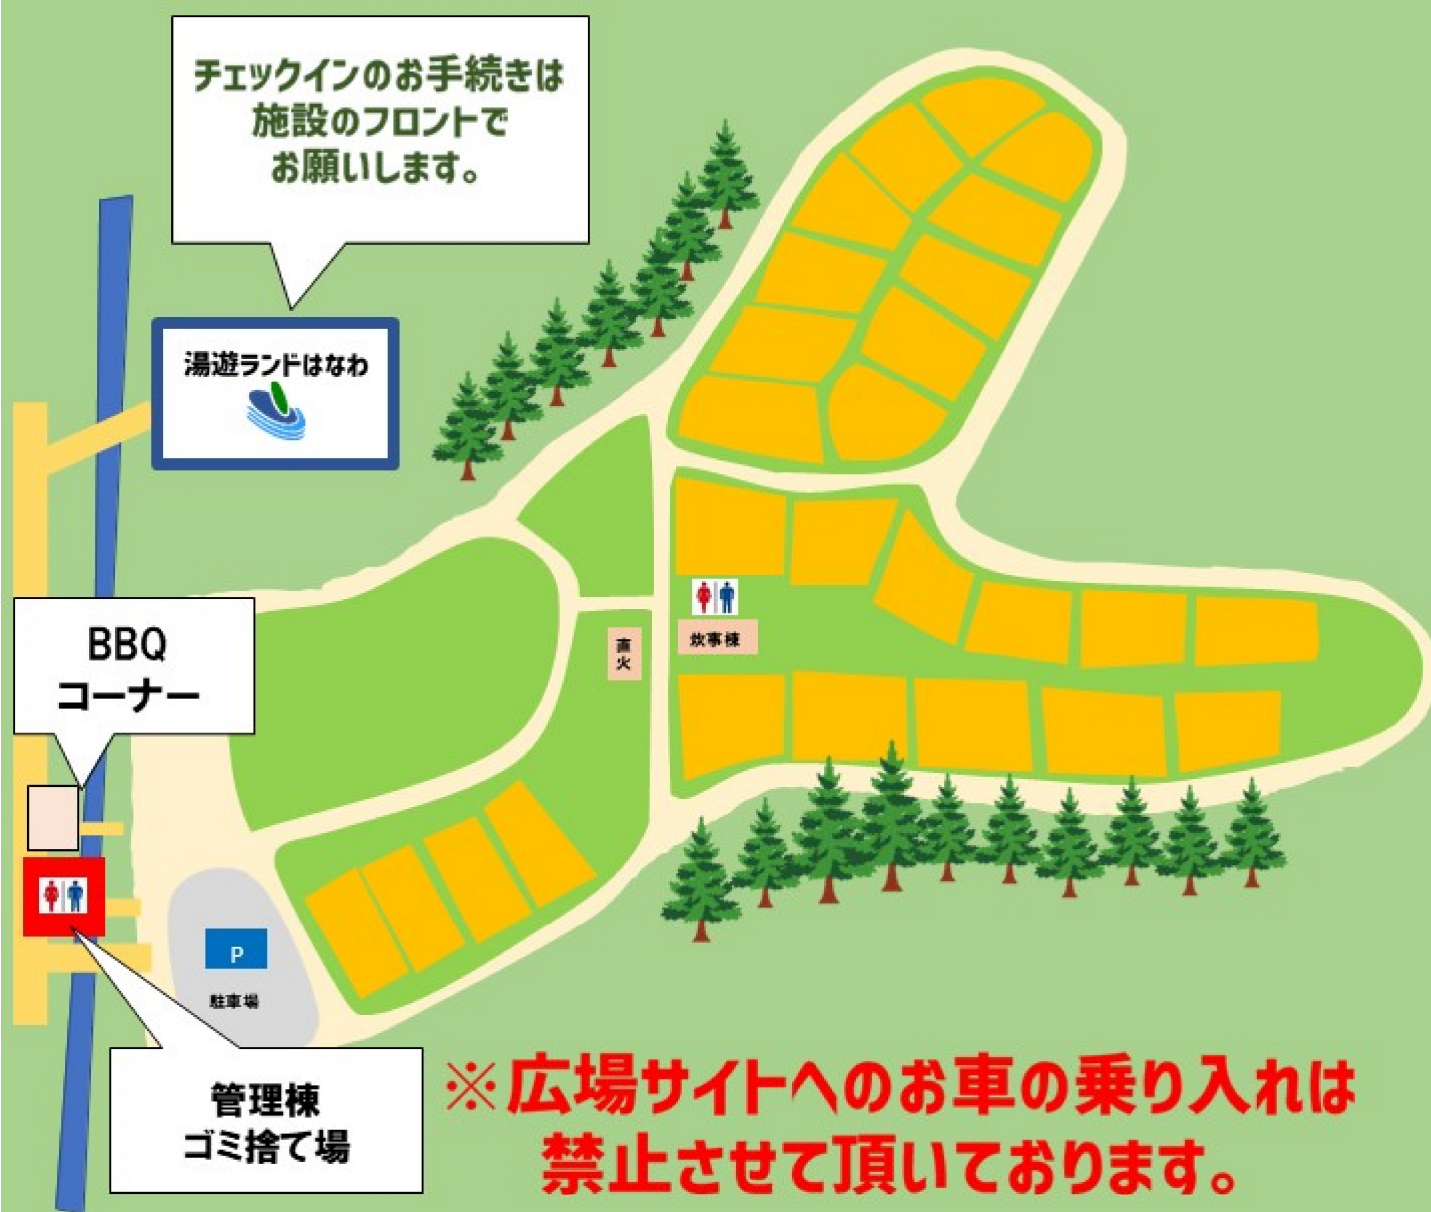 チェックインのお手続きは
施設のフロントで
お願いします。
湯遊ランドはなわ
BBQ
コーナー
直
火
炊事棟
P
駐車場
管理棟
ゴミ捨て場
※広場サイトへのお車の乗り入れは
禁止させて頂いております。